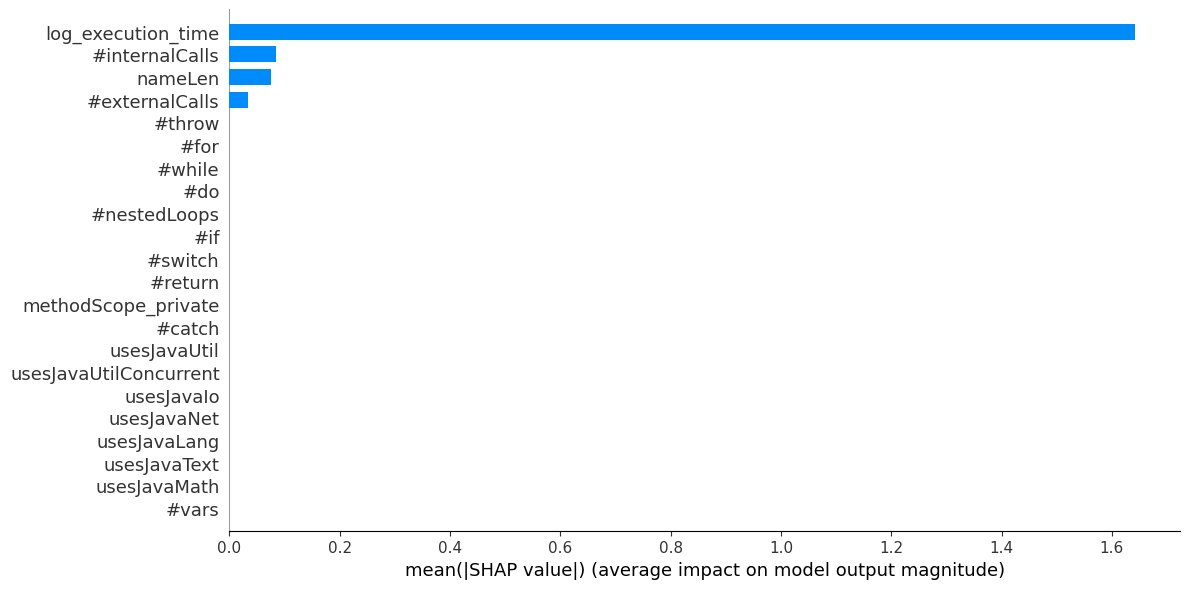 log_execution_time
#internalCalls
nameLen
#externalCalls
#throw
#for
#while
#do
#nestedLoops
#if
#switch
#return
methodScope_private
#catch
usesJavaUtil
usesJavaUtilConcurrent
usesJavaIo
usesJavaNet
usesJavaLang
usesJavaText
usesJavaMath
#vars
0.0 0.2 0.4 0.6 0.8 1.0 1.2 1.4 1.6
mean(|SHAP value|) (average impact on model output magnitude)